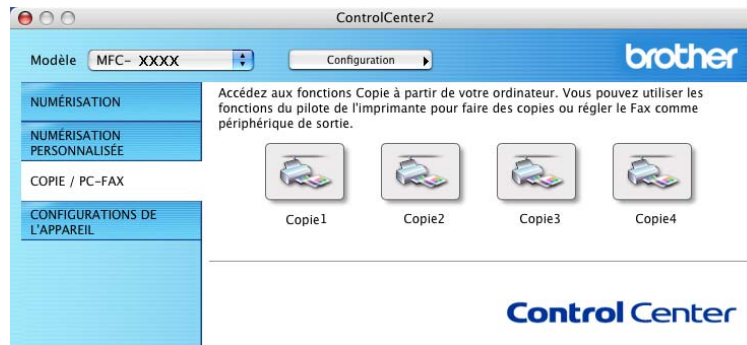 ControlCenter2
Modèle MFC- XXXX Configuration brother
NUMÉRISATION
NUMÉRISATION
PERSONNALISÉE
COPIE / PC-FAX
CONFIGURATIONS DE
L'APPAREIL
Accédez aux fonctions Copie à partir de votre ordinateur. Vous pouvez utiliser les
fonctions du pilote de l'imprimante pour faire des copies ou régler le Fax comme
périphérique de sortie.
Copie1 Copie2 Copie3 Copie4
Control Center